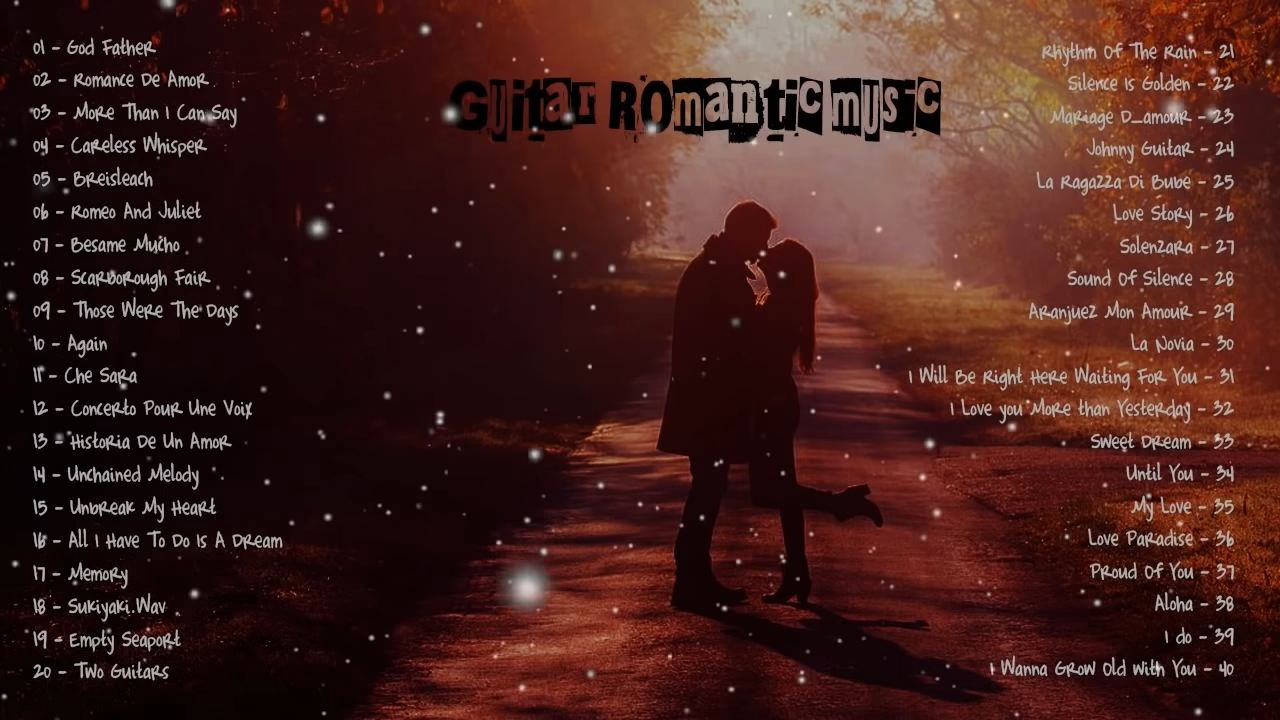 Guitar Romantic music
01 - God Father
02 - Romance De Amor
03 - More Than I Can Say
04 - Careless Whisper
05 - Breisleach
06 - Romeo And Juliet
07 - Besame Mucho
08 - Scarborough Fair
09 - Those Were The Days
10 - Again
11 - Che Sara
12 - Concerto Pour Une Voix
13 - Historia De Un Amor
14 - Unchained Melody
15 - Unbreak My Heart
16 - All I Have To Do Is A Dream
17 - Memory
18 - Sukiyaki.Wav
19 - Empty Seaport
20 - Two Guitars
Rhythm Of The Rain - 21
Silence Is Golden - 22
Mariage D_amour - 23
Johnny Guitar - 24
La Ragazza Di Bube - 25
Love Story - 26
Solenzara - 27
Sound Of Silence - 28
Aranjuez Mon Amour - 29
La Novia - 30
I Will Be Right Here Waiting For You - 31
I Love you More than Yesterday - 32
Sweet Dream - 33
Until You - 34
My Love - 35
Love Paradise - 36
Proud Of You - 37
Aloha - 38
I do - 39
I Wanna Grow Old With You - 40